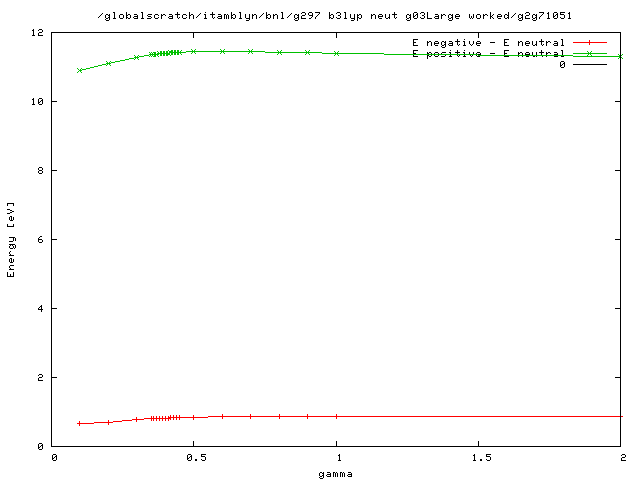 /globalscratch/itamblyn/bnl/g297 b3lyp neut g03Large worked/g2g71051
12
E negative - E neutral
E positive - E neutral
0
10
8
6
4
2
0
Energy [eV]
0
0.5
1
1.5
2
gamma